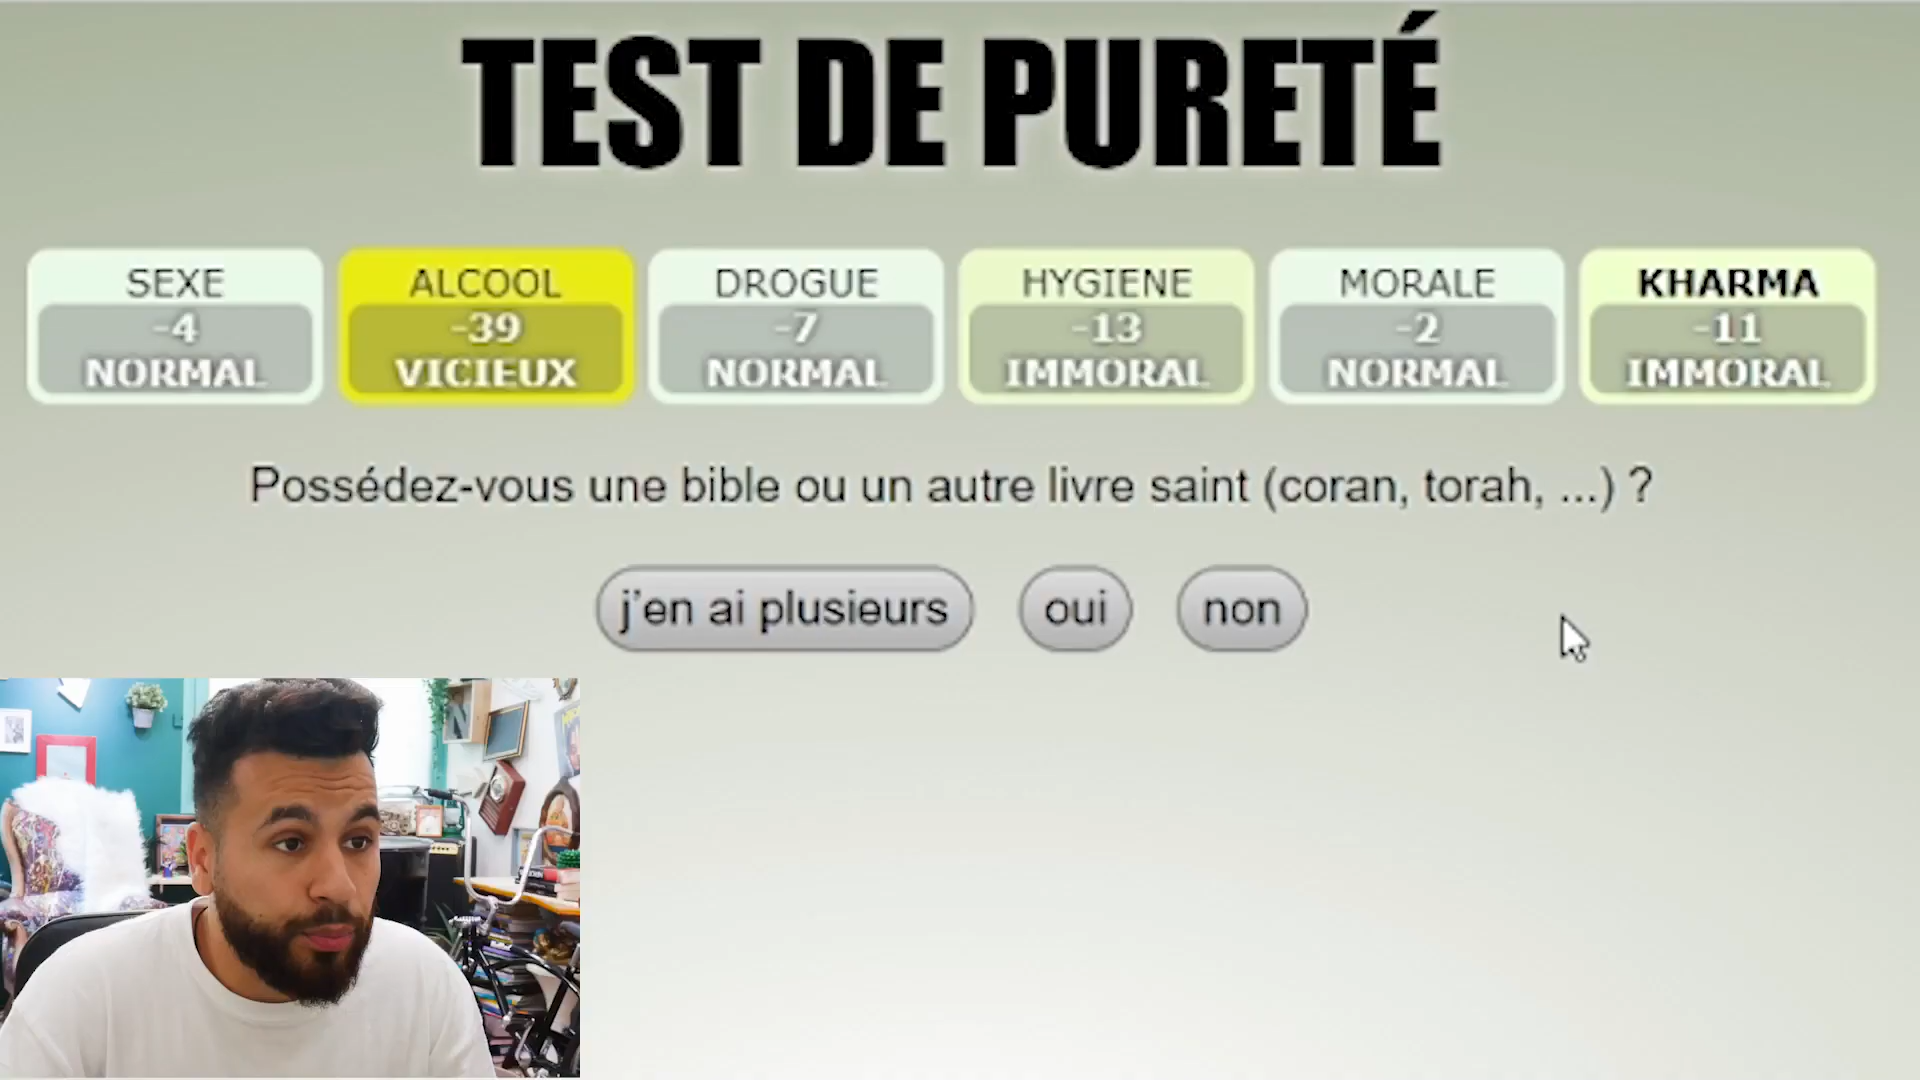 TEST DE PURETÉ
SEXE
-4
NORMAL
ALCOOL
-39
VICIEUX
DROGUE
-7
NORMAL
HYGIENE
-13
IMMORAL
MORALE
-2
NORMAL
KHARMA
-11
IMMORAL
Possédez-vous une bible ou un autre livre saint (coran, torah, ...) ?
j'en ai plusieurs
oui
non